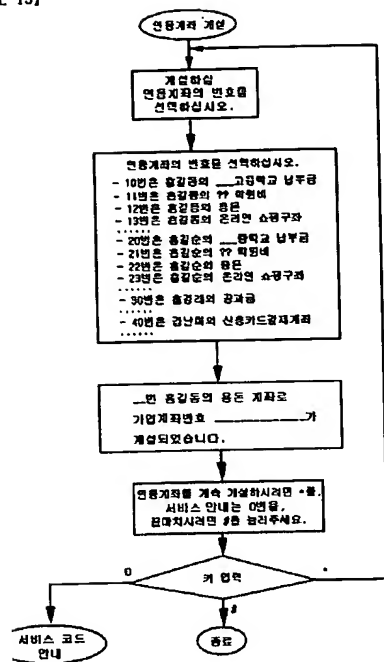 연동계좌 개설
개설하실
연동계좌의 번호를
선택하십시오.
연동계좌의 번호를 선택하십시오.
- 10번은 홍길동의 ___고등학교 납부금
- 11번은 홍길동의 ?? 학원비
- 12번은 홍길동의 용돈
- 13번은 홍길동의 온라인 쇼핑구좌
......
- 20번은 홍길순의 ___중학교 납부금
- 21번은 홍길순의 ?? 학원비
- 22번은 홍길순의 용돈
- 23번은 홍길순의 온라인 쇼핑구좌
......
- 30번은 홍경래의 공과금
......
- 40번은 김난희의 신용카드결제계좌
......
__번 홍길동의 용돈 계좌로
가입계좌번호 __________가
개설되었습니다.
연동계좌를 계속 개설하시려면 *를,
서비스 안내는 0번을,
끝마치시려면 #을 눌러주세요.
키 입력
0
*
#
서비스 코드
안내
종료